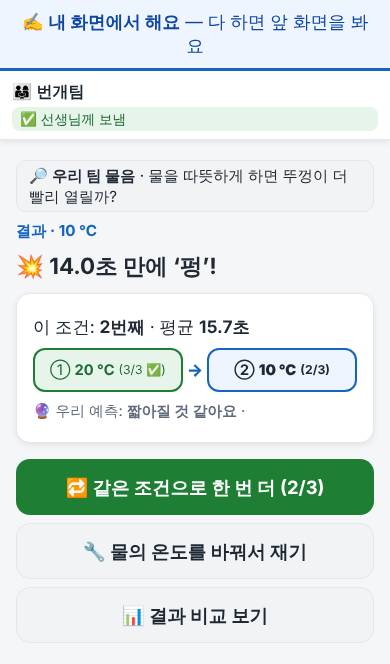 ✍️ 내 화면에서 해요 — 다 하면 앞 화면을 봐
요
👨‍👩‍👧 번개팀
✅ 선생님께 보냄
🔎 우리 팀 물음 · 물을 따뜻하게 하면 뚜껑이 더
빨리 열릴까?
결과 · 10 °C
💥 14.0초 만에 ‘펑’!
이 조건: 2번째 · 평균 15.7초
① 20 °C (3/3 ✅) → ② 10 °C (2/3)
🔮 우리 예측: 짧아질 것 같아요 ·
🔁 같은 조건으로 한 번 더 (2/3)
🔧 물의 온도를 바꿔서 재기
📊 결과 비교 보기